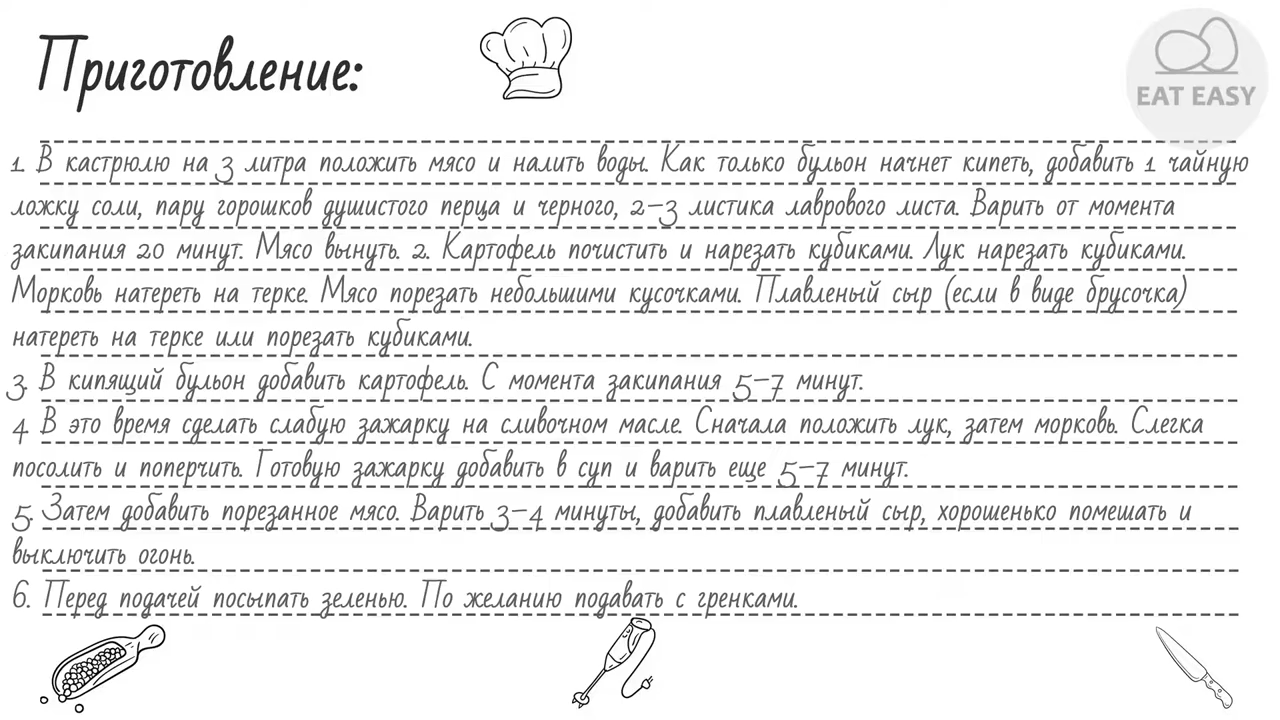 Приготовление:
EAT EASY
1. В кастрюлю на 3 литра положить мясо и налить воды. Как только бульон начнет кипеть, добавить 1 чайную
ложку соли, пару горошков душистого перца и черного, 2-3 листика лаврового листа. Варить от момента
закипания 20 минут. Мясо вынуть. 2. Картофель почистить и нарезать кубиками. Лук нарезать кубиками.
Морковь натереть на терке. Мясо порезать небольшими кусочками. Плавленый сыр (если в виде брусочка)
натереть на терке или порезать кубиками.
3. В кипящий бульон добавить картофель. С момента закипания 5-7 минут.
4. В это время сделать слабую зажарку на сливочном масле. Сначала положить лук, затем морковь. Слегка
посолить и поперчить. Готовую зажарку добавить в суп и варить еще 5-7 минут.
5. Затем добавить порезанное мясо. Варить 3-4 минуты, добавить плавленый сыр, хорошенько помешать и
выключить огонь.
6. Перед подачей посыпать зеленью. По желанию подавать с гренками.